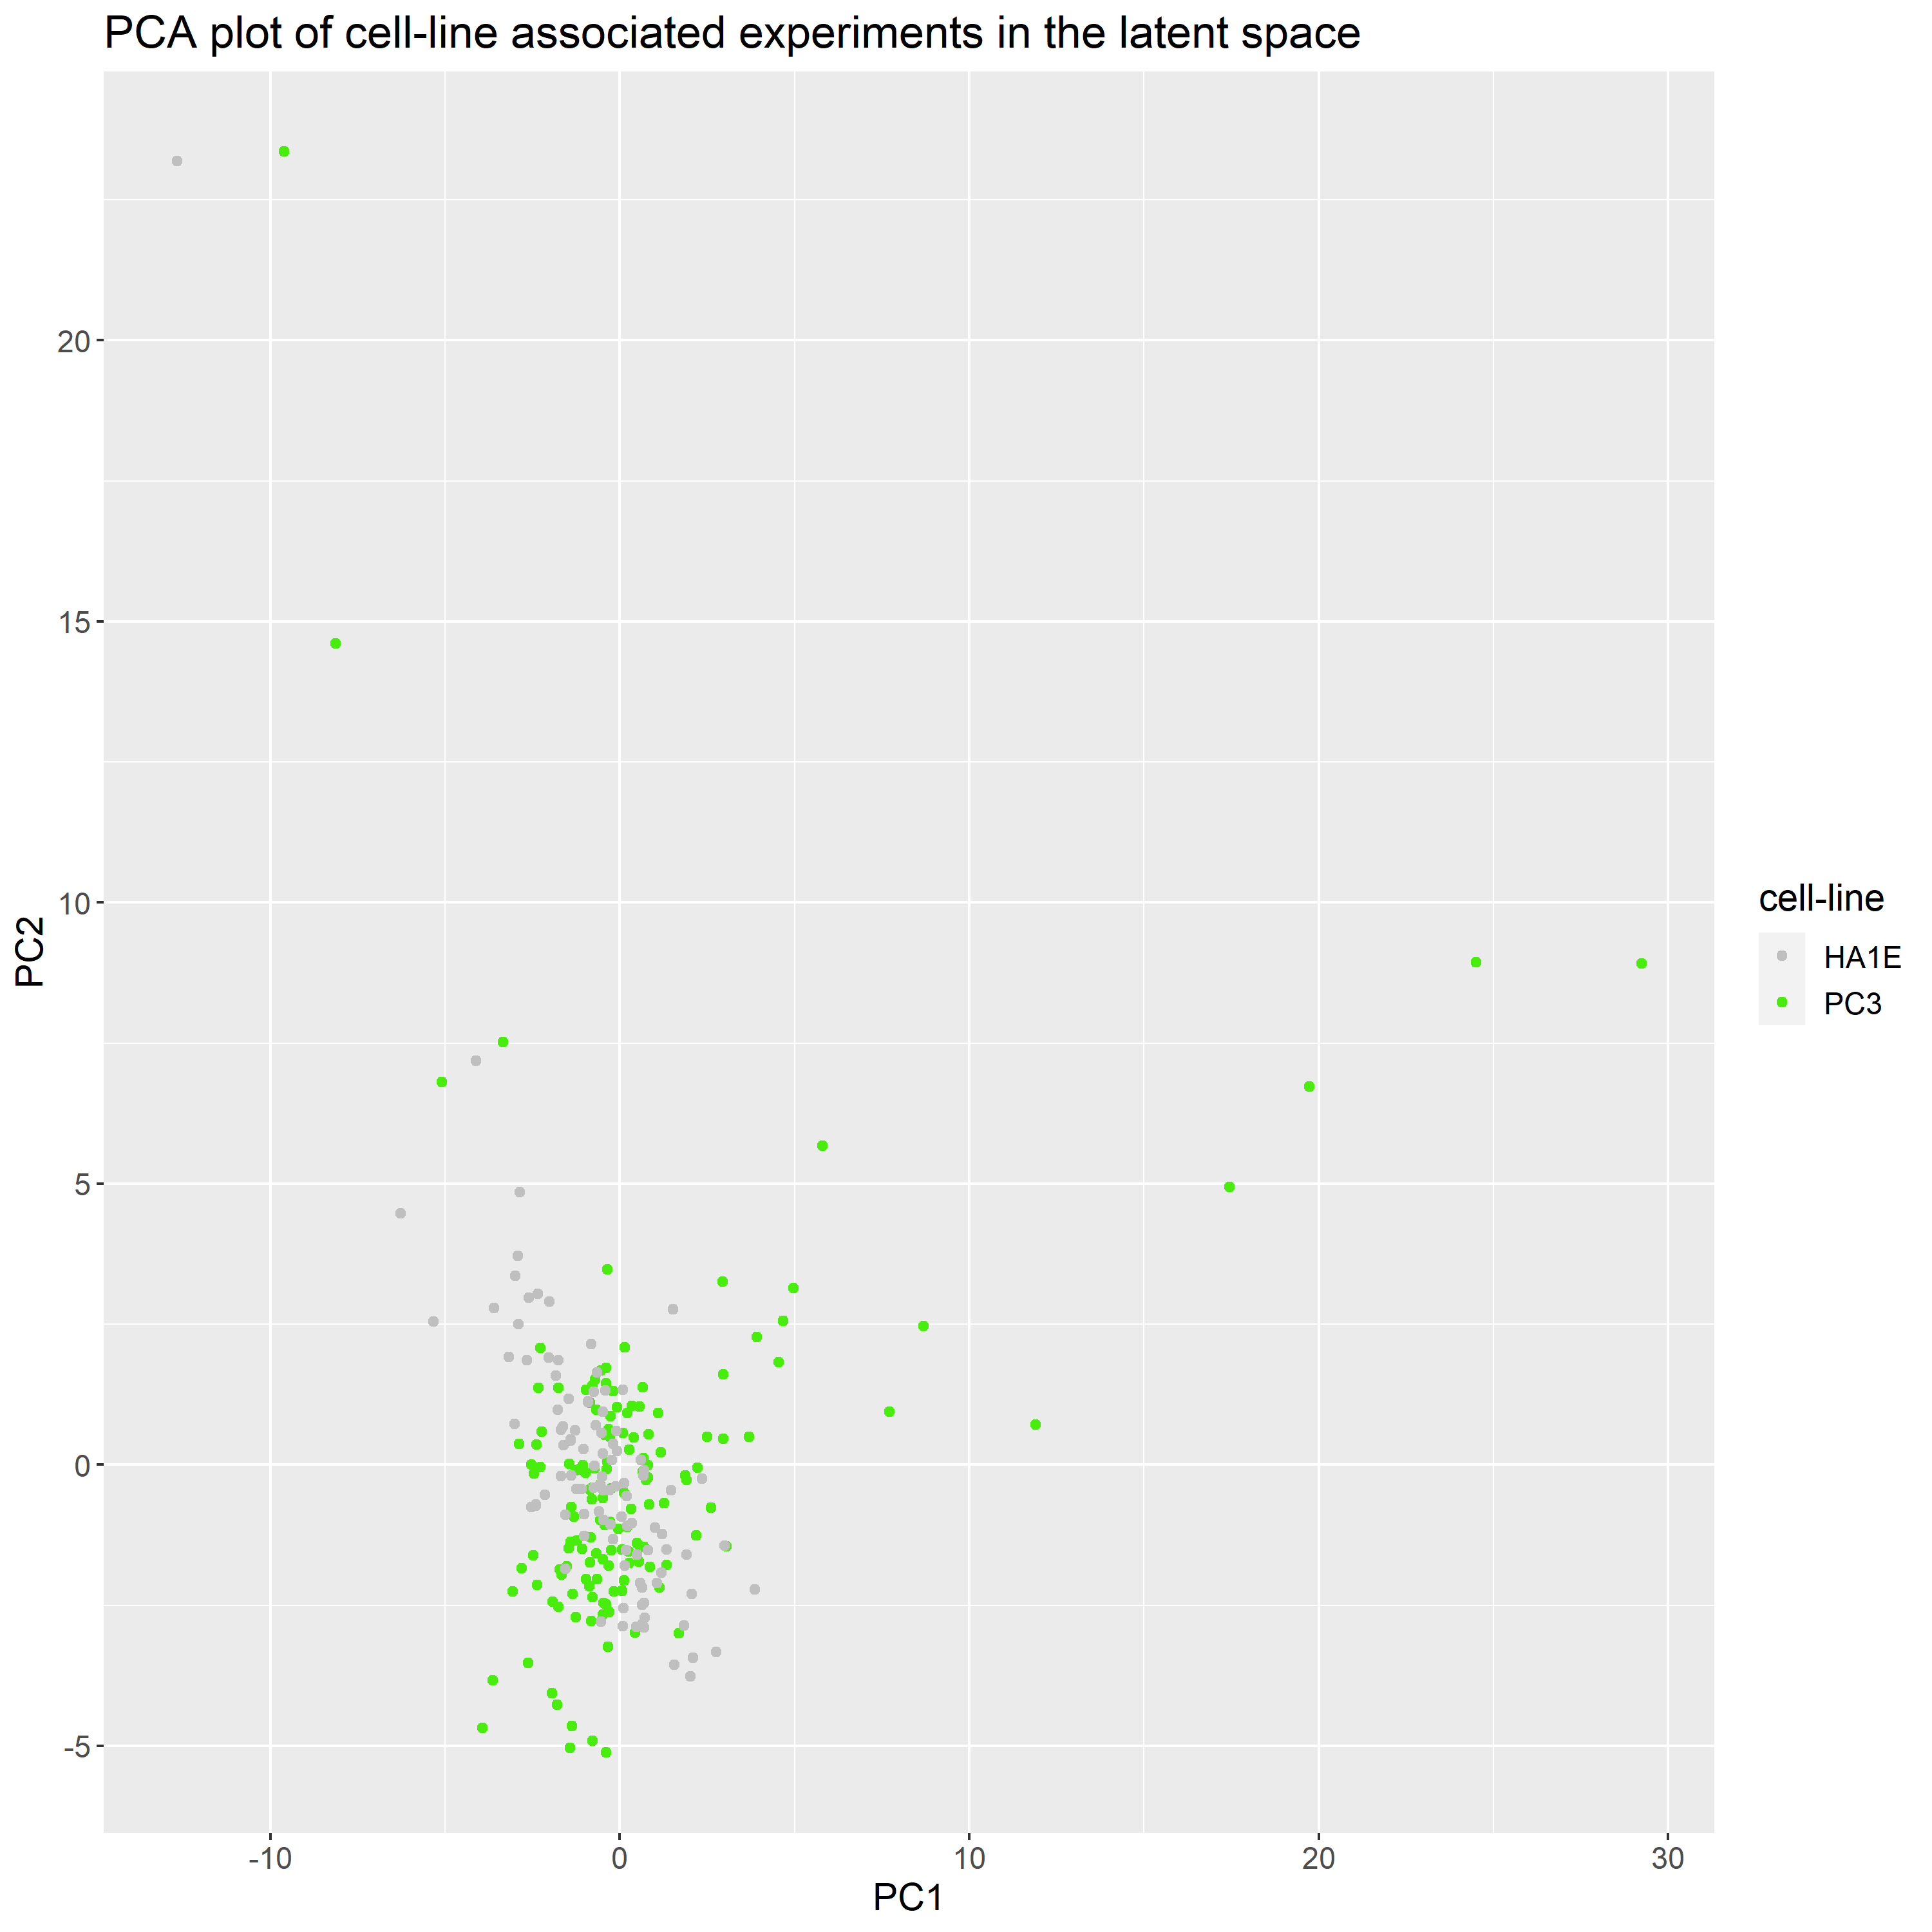 PCA plot of cell-line associated experiments in the latent space
20
15
10
5
0
-5
PC2
-10
0
10
20
30
PC1
cell-line
HA1E
PC3